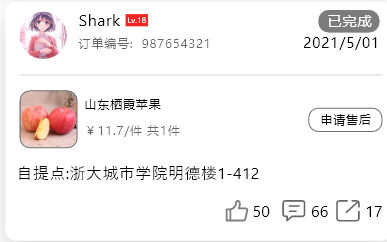 Shark Lv.18 已完成
订单编号: 987654321 2021/5/01
山东栖霞苹果
￥11.7/件 共1件 申请售后
自提点:浙大城市学院明德楼1-412
50 66 17